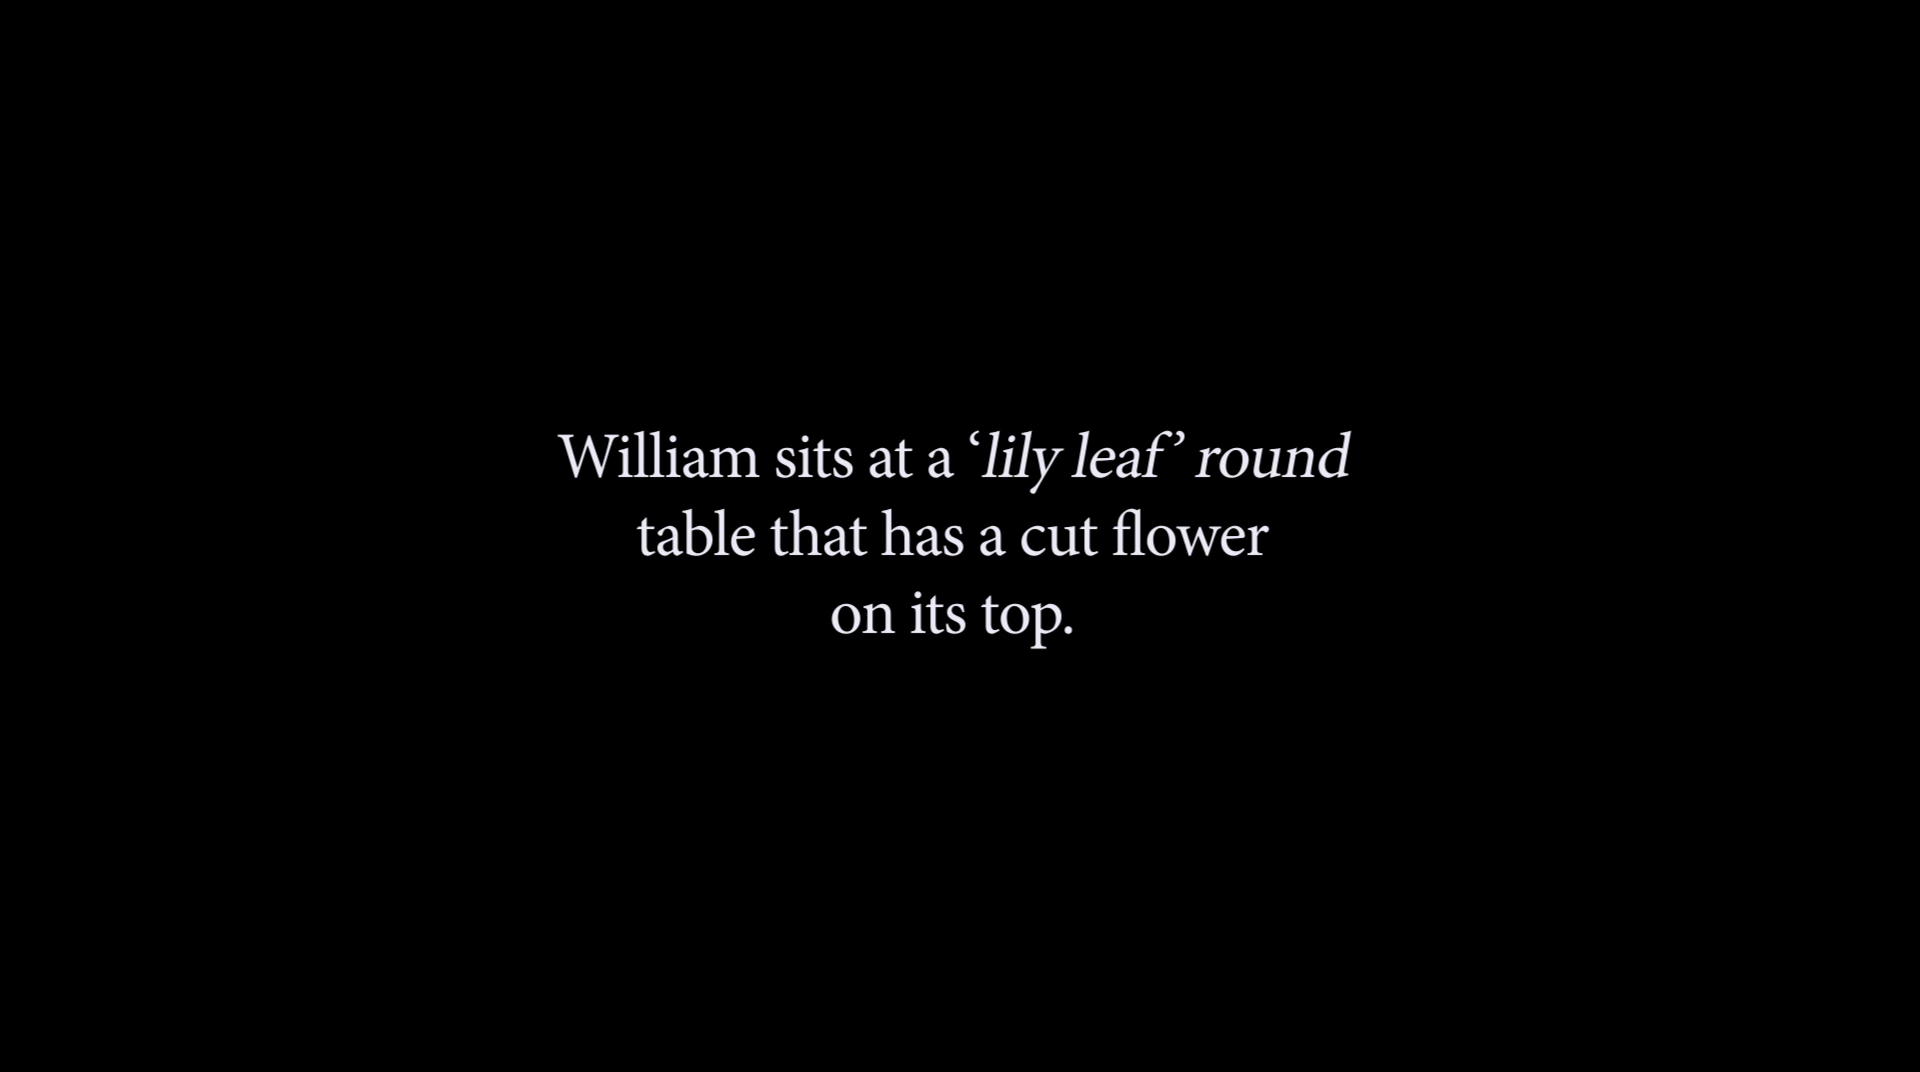 William sits at a ‘lily leaf’ round
table that has a cut flower
on its top.